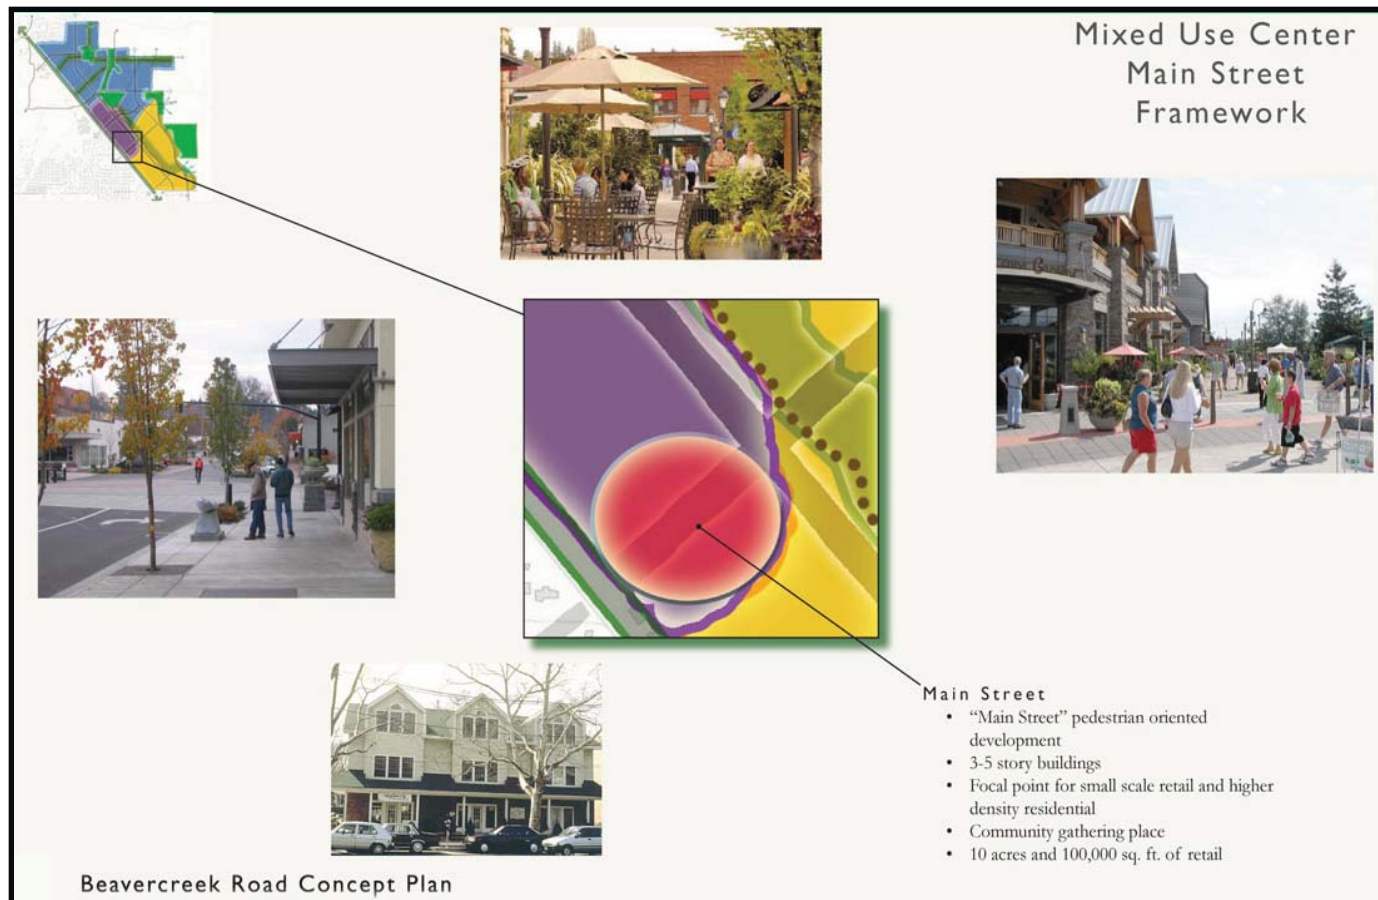 Mixed Use Center
Main Street
Framework
Main Street
• “Main Street” pedestrian oriented
development
• 3-5 story buildings
• Focal point for small scale retail and higher
density residential
• Community gathering place
• 10 acres and 100,000 sq. ft. of retail
Beavercreek Road Concept Plan